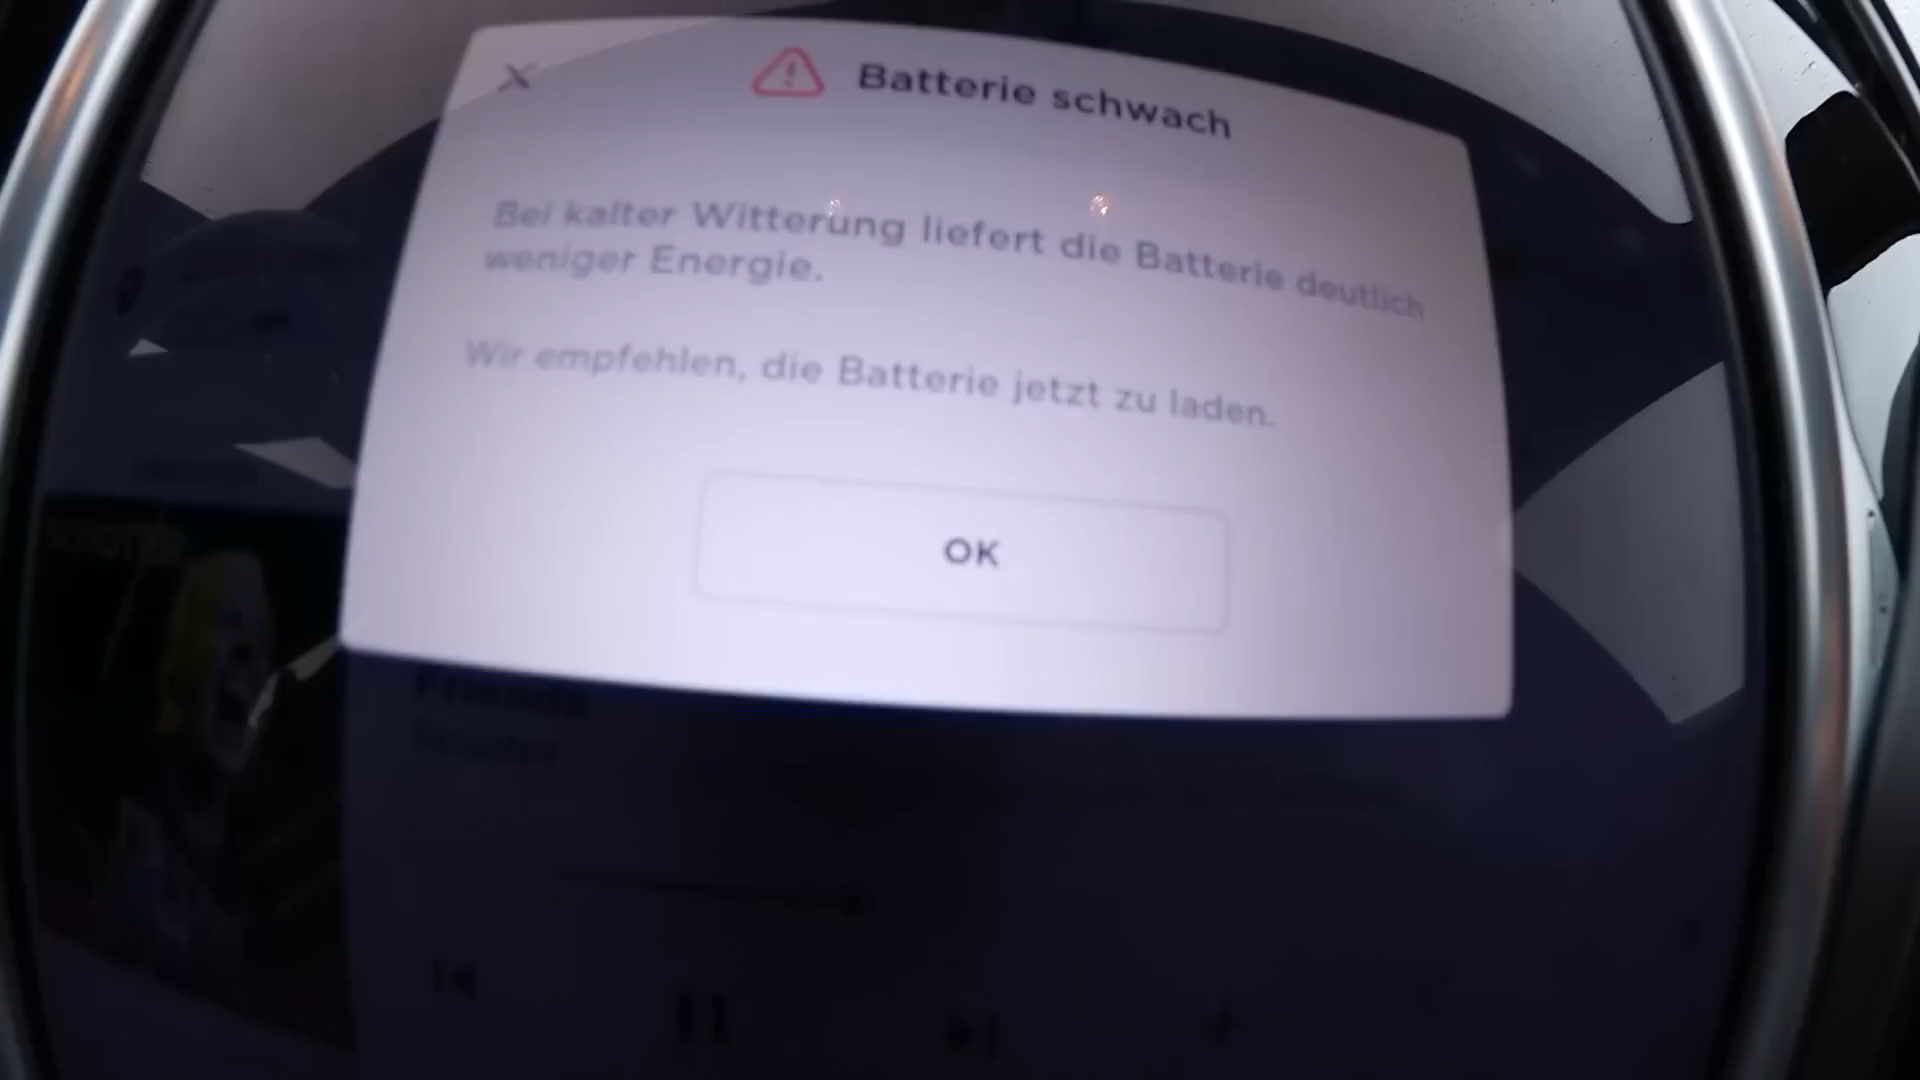 X
Batterie schwach
Bei kalter Witterung liefert die Batterie deutlich
weniger Energie.
Wir empfehlen, die Batterie jetzt zu laden.
OK
Friends